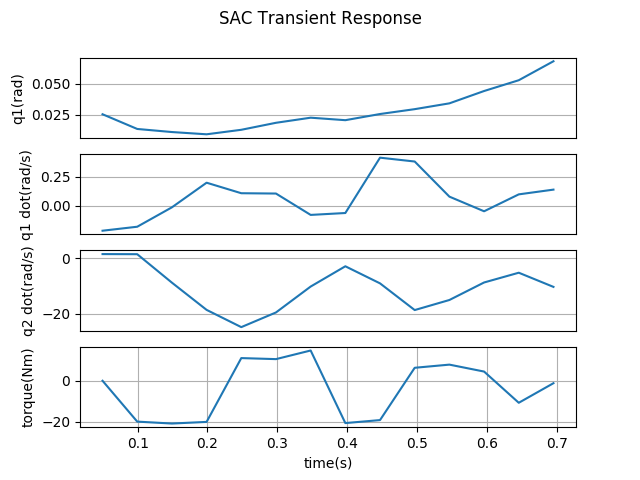 SAC Transient Response
q1(rad)
0.050
0.025
q1 dot(rad/s)
0.25
0.00
q2 dot(rad/s)
0
−20
torque(Nm)
0
−20
0.1 0.2 0.3 0.4 0.5 0.6 0.7
time(s)